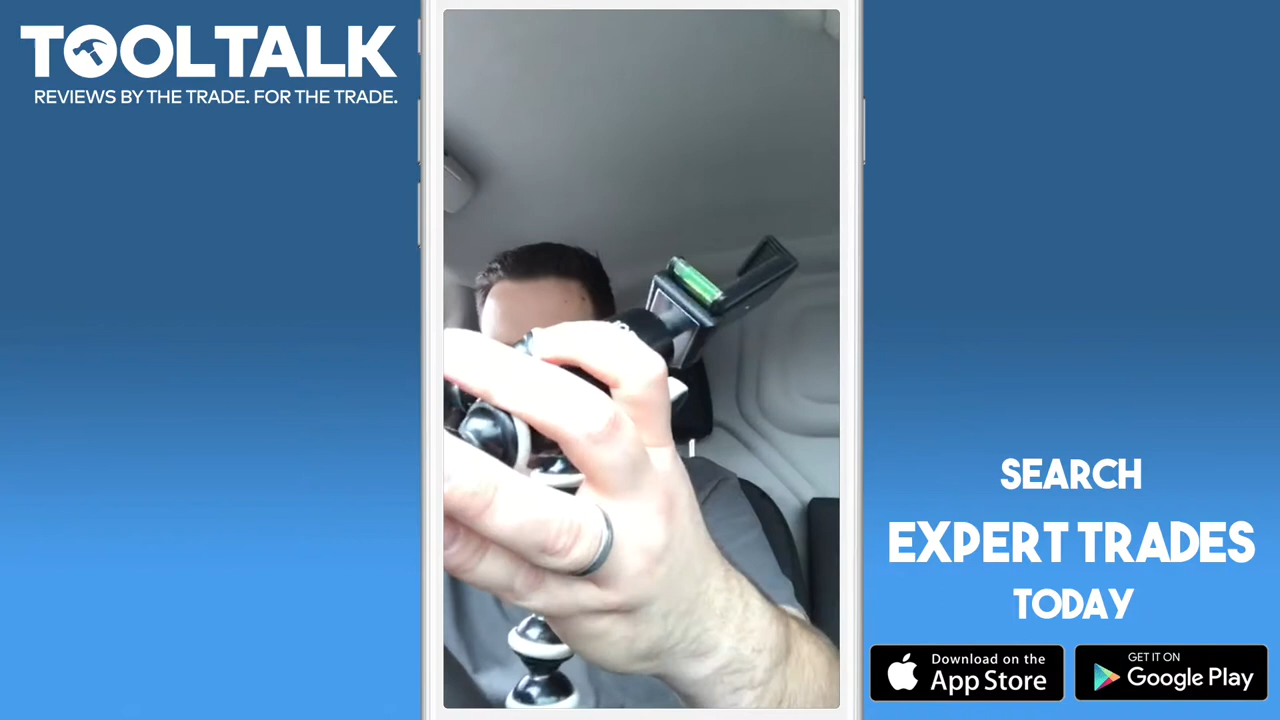 TOOLTALK
REVIEWS BY THE TRADE. FOR THE TRADE.
SEARCH
EXPERT TRADES
TODAY
Download on the
App Store
GET IT ON
Google Play